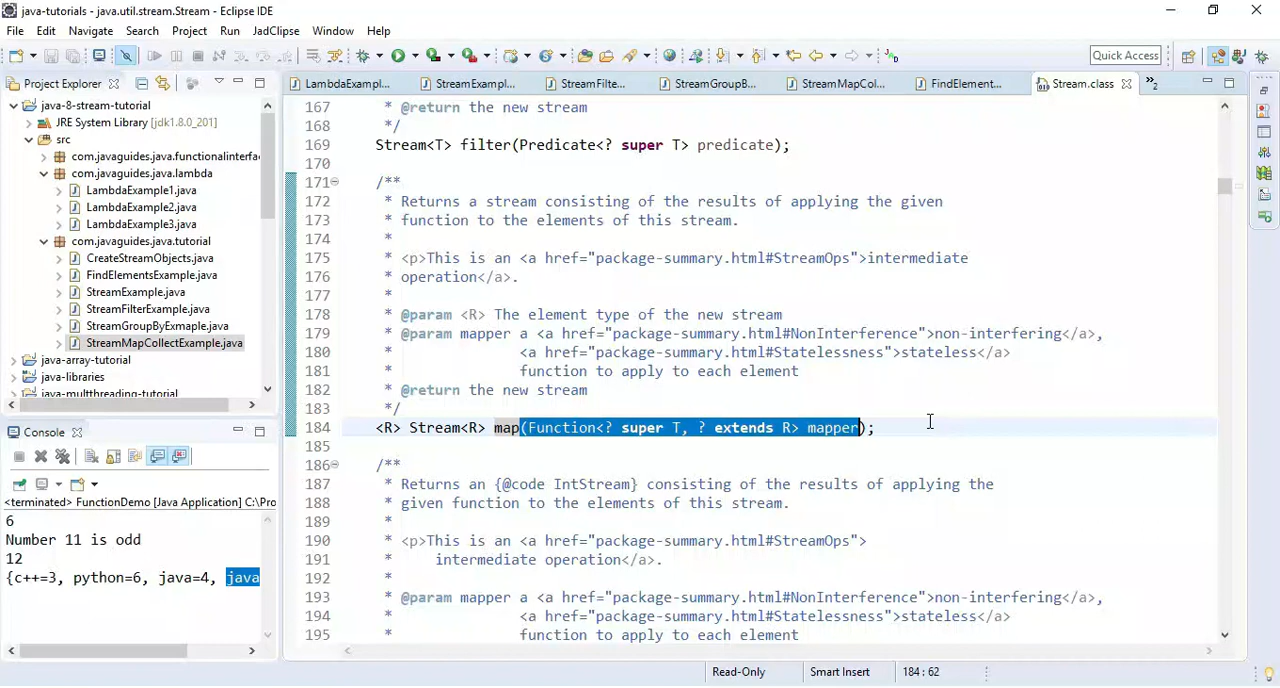 java-tutorials - java.util.stream.Stream - Eclipse IDE
File Edit Navigate Search Project Refactor Run JadClipse Window Help
Quick Access
Project Explorer
java-8-stream-tutorial
JRE System Library [jdk1.8.0_201]
src
com.javaguides.java.functionalinterfa
com.javaguides.java.lambda
LambdaExample1.java
LambdaExample2.java
LambdaExample3.java
com.javaguides.java.tutorial
CreateStreamObjects.java
FindElementsExample.java
StreamExample.java
StreamFilterExample.java
StreamGroupByExmaple.java
StreamMapCollectExample.java
java-array-tutorial
java-libraries
java-multtthreading-tutorial
Console
<terminated> FunctionDemo [Java Application] C:\Pro
6
Number 11 is odd
12
{c++=3, python=6, java=4, java
LambdaExampl... StreamExampl... StreamFilte... StreamGroupB... StreamMapCol... FindElement... Stream.class »2
167 * @return the new stream
168 */
169 Stream<T> filter(Predicate<? super T> predicate);
170
171 /**
172 * Returns a stream consisting of the results of applying the given
173 * function to the elements of this stream.
174 *
175 * <p>This is an <a href="package-summary.html#StreamOps">intermediate
176 * operation</a>.
177 *
178 * @param <R> The element type of the new stream
179 * @param mapper a <a href="package-summary.html#NonInterference">non-interfering</a>,
180 * <a href="package-summary.html#Statelessness">stateless</a>
181 * function to apply to each element
182 * @return the new stream
183 */
184 <R> Stream<R> map(Function<? super T, ? extends R> mapper);
185
186 /**
187 * Returns an {@code IntStream} consisting of the results of applying the
188 * given function to the elements of this stream.
189 *
190 * <p>This is an <a href="package-summary.html#StreamOps">
191 * intermediate operation</a>.
192 *
193 * @param mapper a <a href="package-summary.html#NonInterference">non-interfering</a>,
194 * <a href="package-summary.html#Statelessness">stateless</a>
195 * function to apply to each element
Read-Only Smart Insert 184 : 62